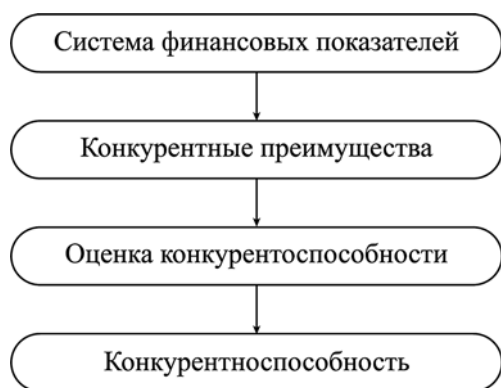 Система финансовых показателей
Конкурентные преимущества
Оценка конкурентоспособности
Конкурентноспособность